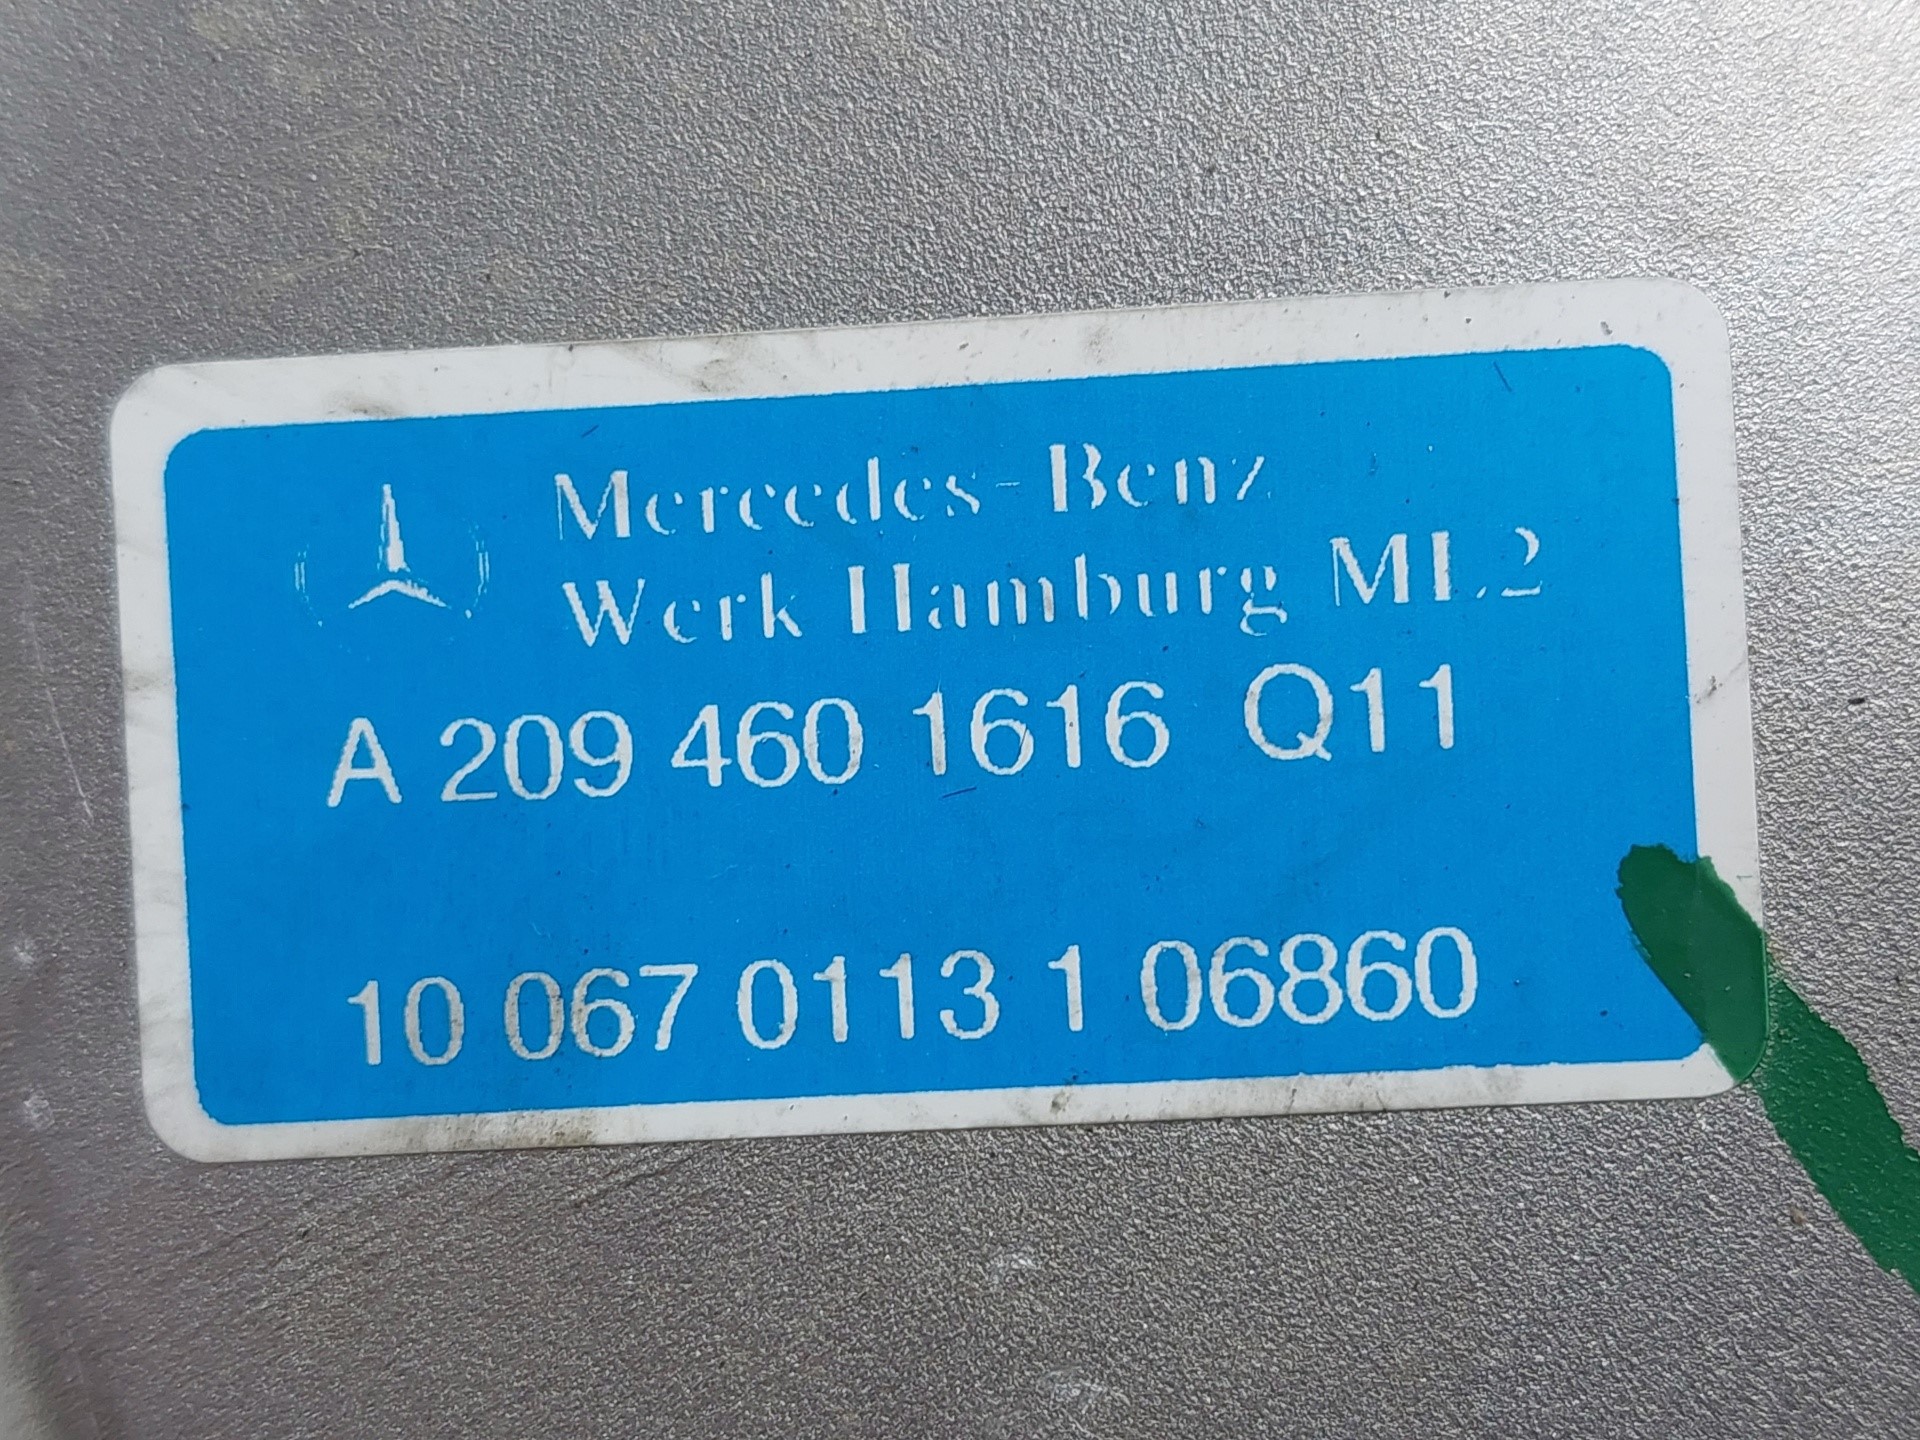 Mercedes-Benz
Werk Hamburg ML2
A 209 460 1616 Q11
10 067 0113 1 06860